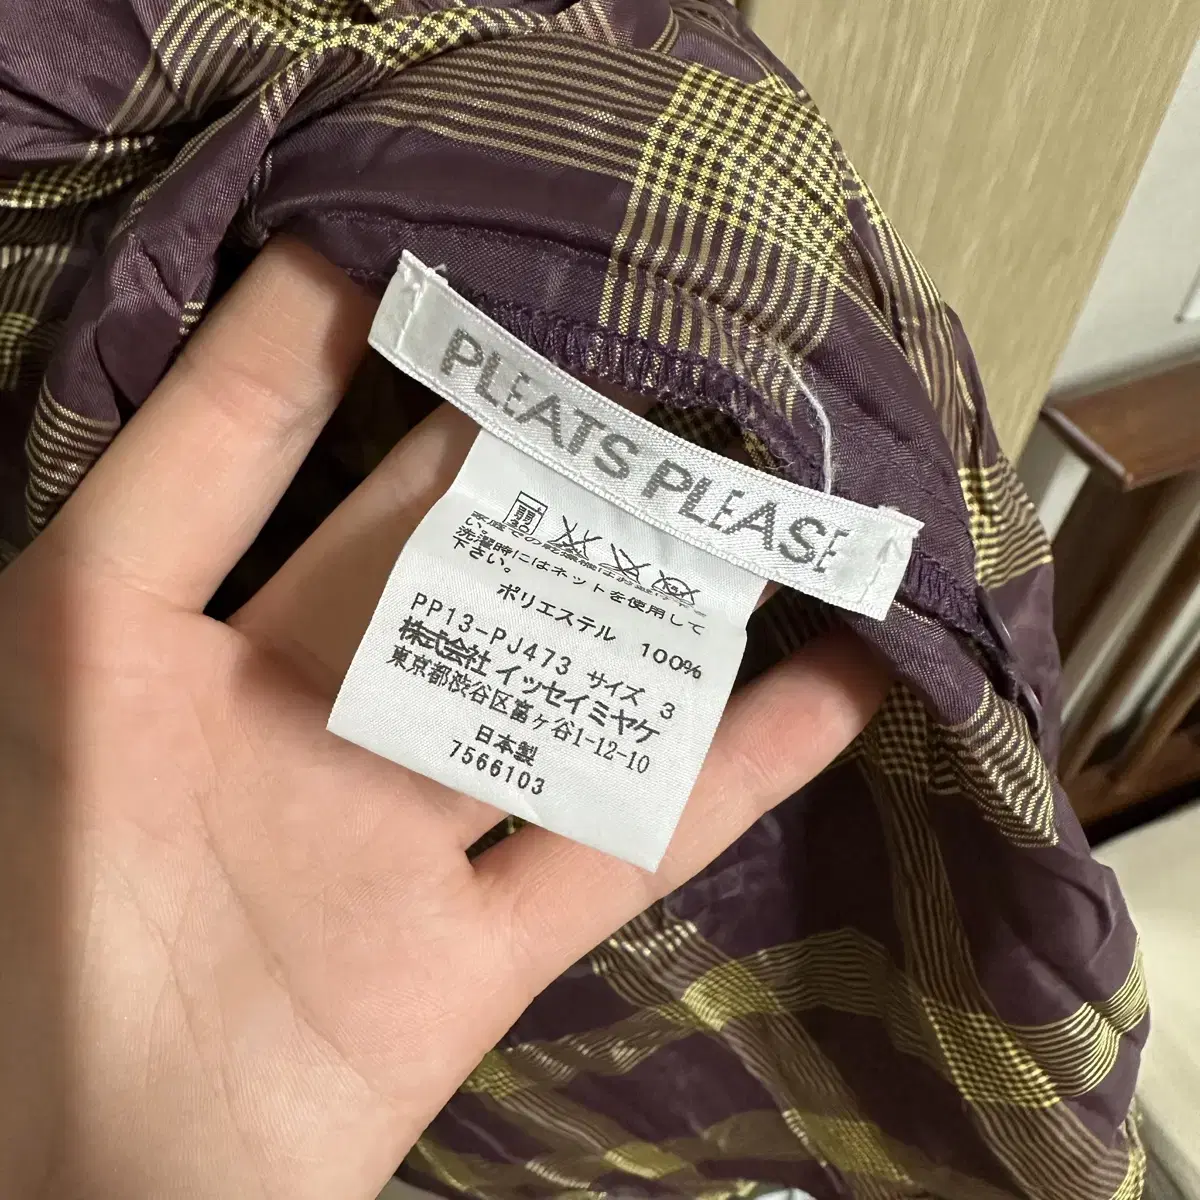 PLEATS PLEASE
弱
30
い。
洗濯時にはネットを使用して
下さい。
ポリエステル 100%
PP13-PJ473 サイズ 3
株式会社 イッセイミヤケ
東京都渋谷区富ヶ谷1-12-10
日本製
7566103